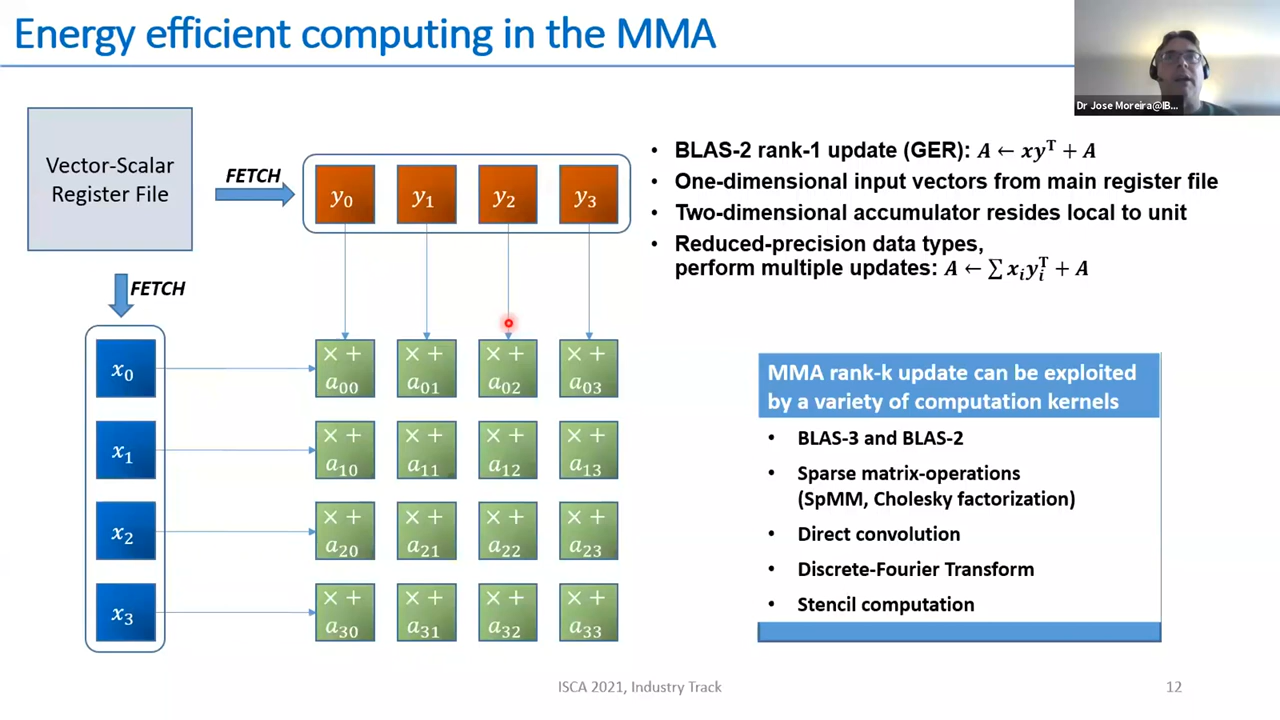 Energy efficient computing in the MMA
Dr Jose Moreira@IB...
Vector-Scalar
Register File
FETCH
FETCH
y₀ y₁ y₂ y₃
x₀
x₁
x₂
x₃
× + × + × + × +
a₀₀ a₀₁ a₀₂ a₀₃
× + × + × + × +
a₁₀ a₁₁ a₁₂ a₁₃
× + × + × + × +
a₂₀ a₂₁ a₂₂ a₂₃
× + × + × + × +
a₃₀ a₃₁ a₃₂ a₃₃
• BLAS-2 rank-1 update (GER): A ← xyᵀ + A
• One-dimensional input vectors from main register file
• Two-dimensional accumulator resides local to unit
• Reduced-precision data types,
perform multiple updates: A ← ∑ xᵢyᵢᵀ + A
MMA rank-k update can be exploited
by a variety of computation kernels
• BLAS-3 and BLAS-2
• Sparse matrix-operations
(SpMM, Cholesky factorization)
• Direct convolution
• Discrete-Fourier Transform
• Stencil computation
ISCA 2021, Industry Track
12